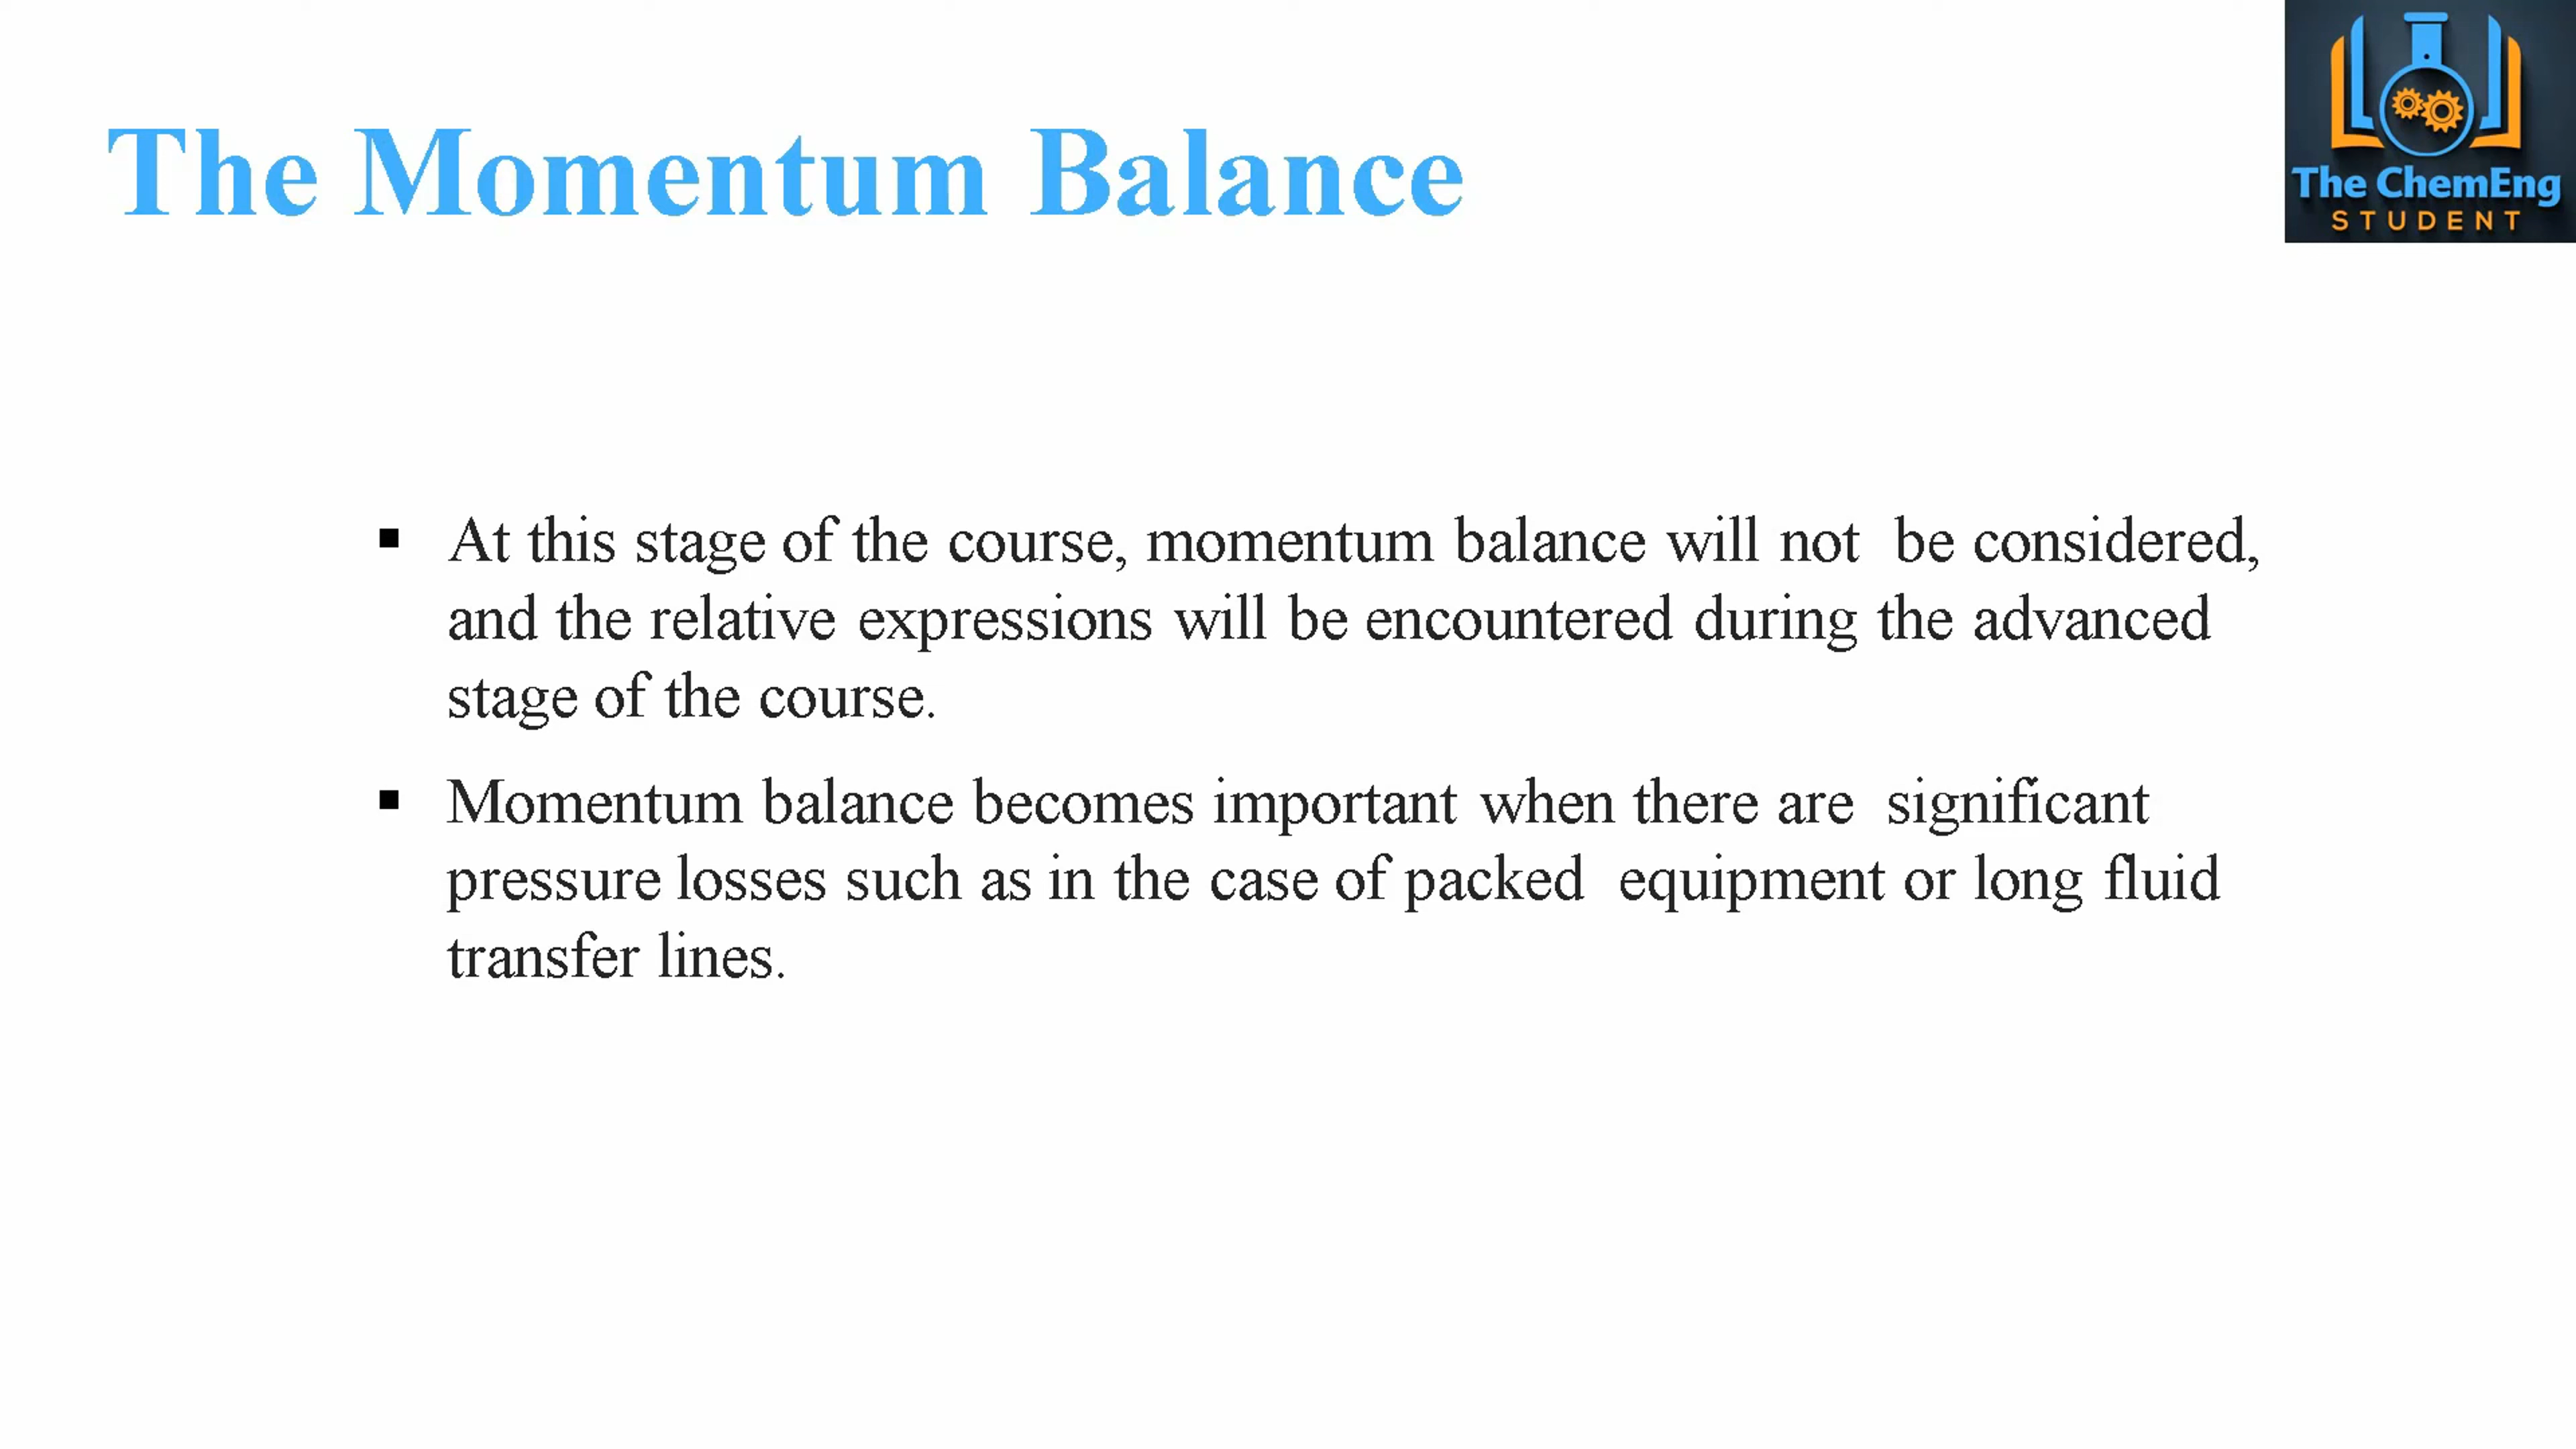 The Momentum Balance
The ChemEng
STUDENT
▪ At this stage of the course, momentum balance will not be considered,
and the relative expressions will be encountered during the advanced
stage of the course.
▪ Momentum balance becomes important when there are significant
pressure losses such as in the case of packed equipment or long fluid
transfer lines.